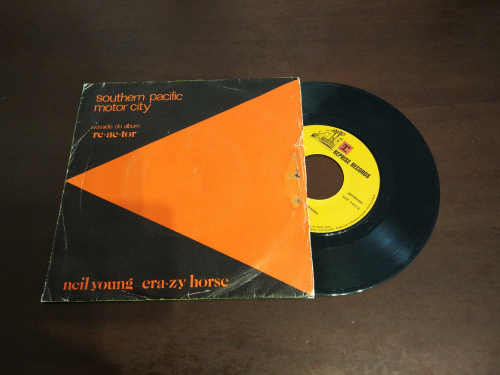 southern pacific
motor city
extraído do álbum
re·ac·tor
neil young cra·zy horse
REPRISE RECORDS